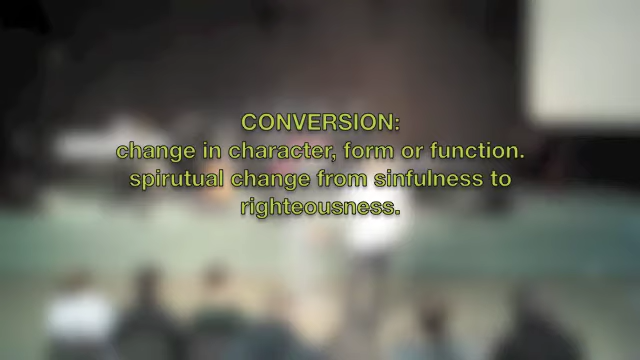 CONVERSION:
change in character, form or function.
spirutual change from sinfulness to
righteousness.